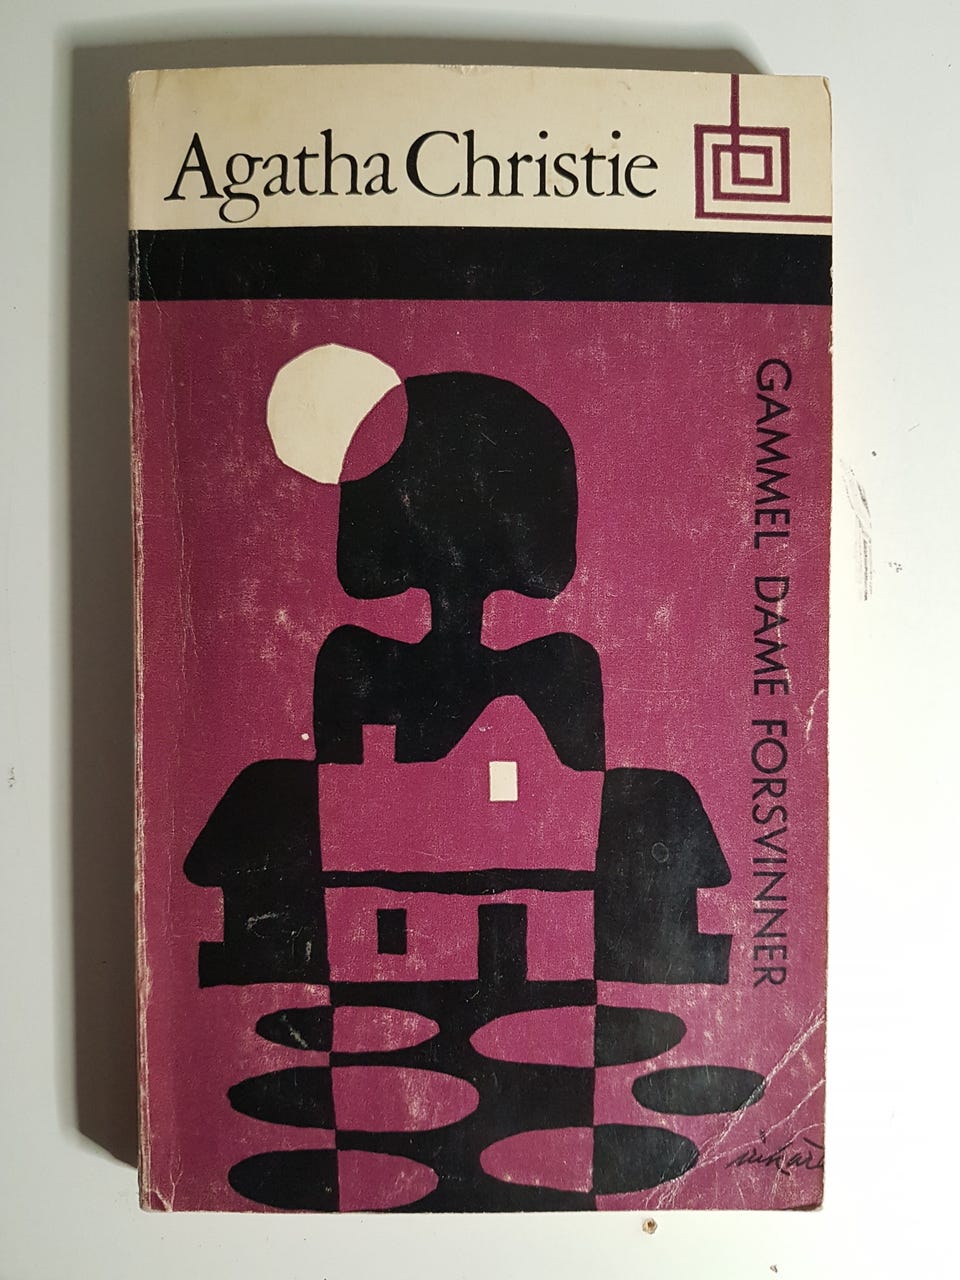 Agatha Christie
GAMMEL DAME FORSVINNER